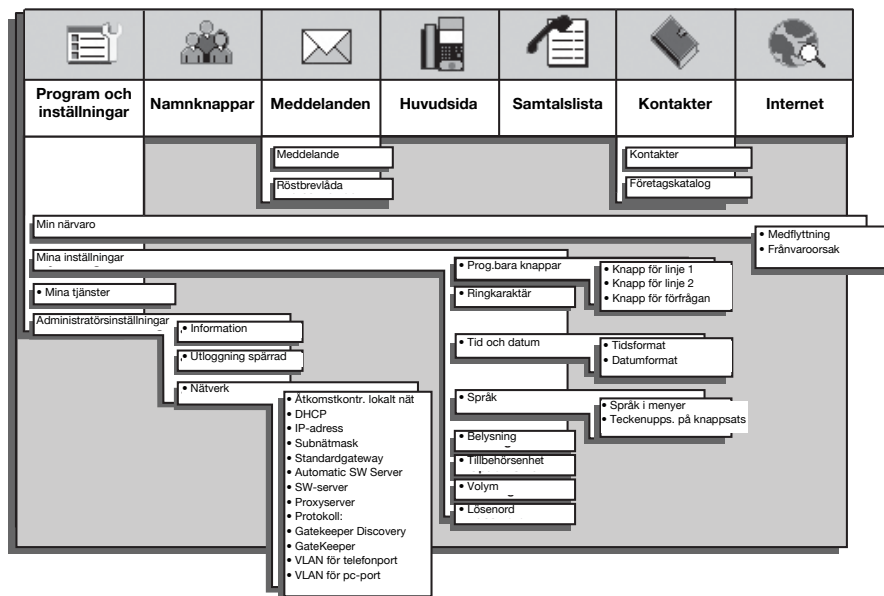 Program och
inställningar
Namnknappar
Meddelanden
Huvudsida
Samtalslista
Kontakter
Internet
Meddelande
Röstbrevlåda
Kontakter
Företagskatalog
Min närvaro
• Medflyttning
• Frånvaroorsak
Mina inställningar
• Prog.bara knappar
• Knapp för linje 1
• Knapp för linje 2
• Knapp för förfrågan
• Ringkaraktär
• Mina tjänster
Administratörsinställningar
• Information
• Utloggning spärrad
• Nätverk
• Åtkomstkontr. lokalt nät
• DHCP
• IP-adress
• Subnätmask
• Standardgateway
• Automatic SW Server
• SW-server
• Proxyserver
• Protokoll:
• Gatekeeper Discovery
• GateKeeper
• VLAN för telefonport
• VLAN för pc-port
• Tid och datum
• Tidsformat
• Datumformat
• Språk
• Språk i menyer
• Teckenupps. på knappsats
• Belysning
• Tillbehörsenhet
• Volym
• Lösenord